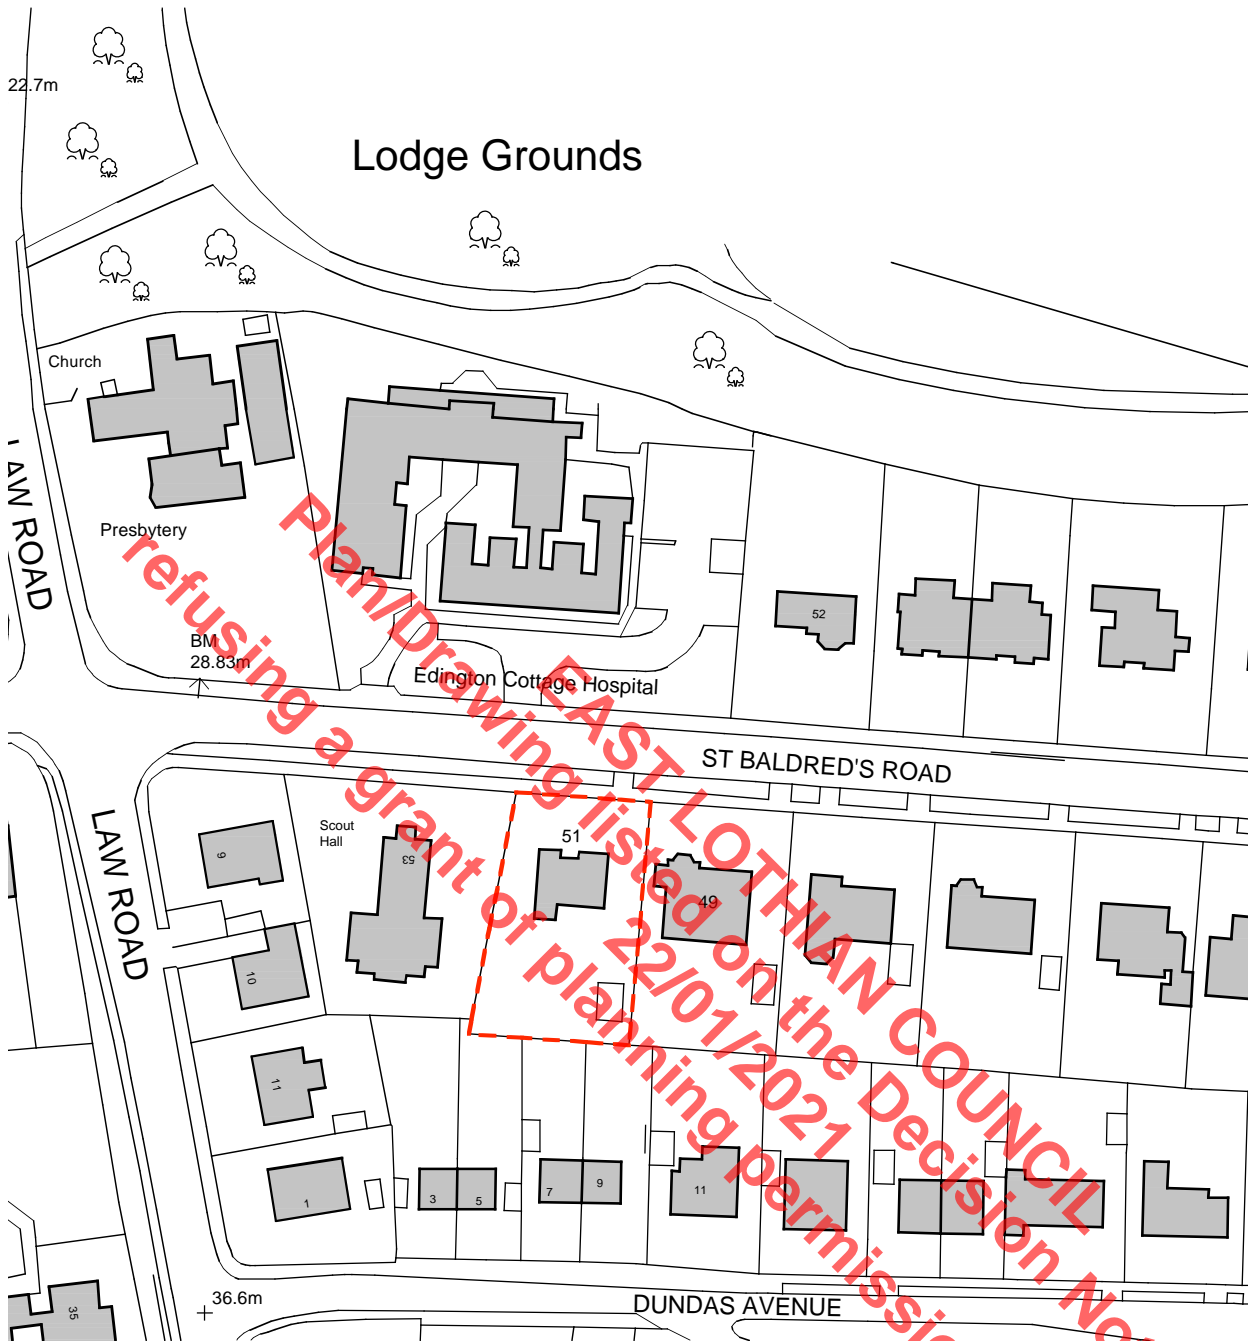 22.7m
Lodge Grounds
Church
LAW ROAD
Presbytery
52
BM
28.83m
Edington Cottage Hospital
ST BALDRED'S ROAD
LAW ROAD
Scout
Hall
53
51
49
9
10
11
1
3
5
7
9
11
35
36.6m
DUNDAS AVENUE
EAST LOTHIAN COUNCIL
Plan/Drawing listed on the Decision No
22/01/2021
refusing a grant of planning permissio